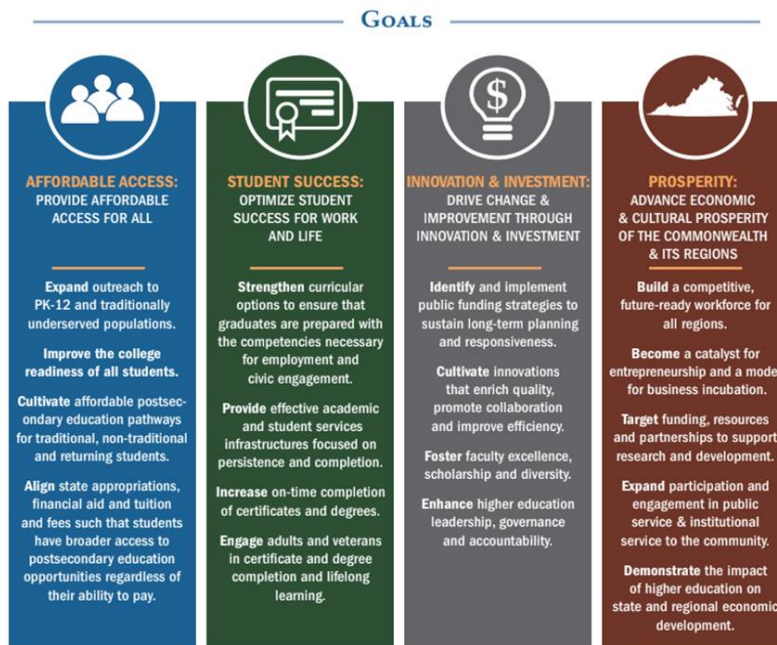 GOALS
$
AFFORDABLE ACCESS:
PROVIDE AFFORDABLE
ACCESS FOR ALL
Expand outreach to
PK-12 and traditionally
underserved populations.
Improve the college
readiness of all students.
Cultivate affordable postsec-
ondary education pathways
for traditional, non-traditional
and returning students.
Align state appropriations,
financial aid and tuition
and fees such that students
have broader access to
postsecondary education
opportunities regardless of
their ability to pay.
STUDENT SUCCESS:
OPTIMIZE STUDENT
SUCCESS FOR WORK
AND LIFE
Strengthen curricular
options to ensure that
graduates are prepared with
the competencies necessary
for employment and
civic engagement.
Provide effective academic
and student services
infrastructures focused on
persistence and completion.
Increase on-time completion
of certificates and degrees.
Engage adults and veterans
in certificate and degree
completion and lifelong
learning.
INNOVATION & INVESTMENT:
DRIVE CHANGE &
IMPROVEMENT THROUGH
INNOVATION & INVESTMENT
Identify and implement
public funding strategies to
sustain long-term planning
and responsiveness.
Cultivate innovations
that enrich quality,
promote collaboration
and improve efficiency.
Foster faculty excellence,
scholarship and diversity.
Enhance higher education
leadership, governance
and accountability.
PROSPERITY:
ADVANCE ECONOMIC
& CULTURAL PROSPERITY
OF THE COMMONWEALTH
& ITS REGIONS
Build a competitive,
future-ready workforce for
all regions.
Become a catalyst for
entrepreneurship and a mode
for business incubation.
Target funding, resources
and partnerships to support
research and development.
Expand participation and
engagement in public
service & institutional
service to the community.
Demonstrate the impact
of higher education on
state and regional economic
development.